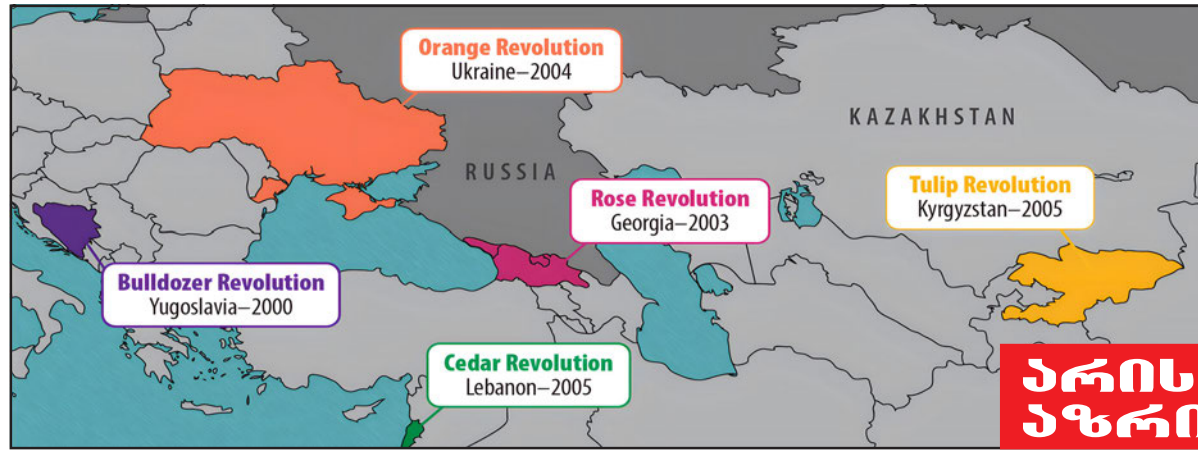 Orange Revolution
Ukraine–2004
KAZAKHSTAN
RUSSIA
Tulip Revolution
Kyrgyzstan–2005
Rose Revolution
Georgia–2003
Bulldozer Revolution
Yugoslavia–2000
Cedar Revolution
Lebanon–2005
არის
აზრი